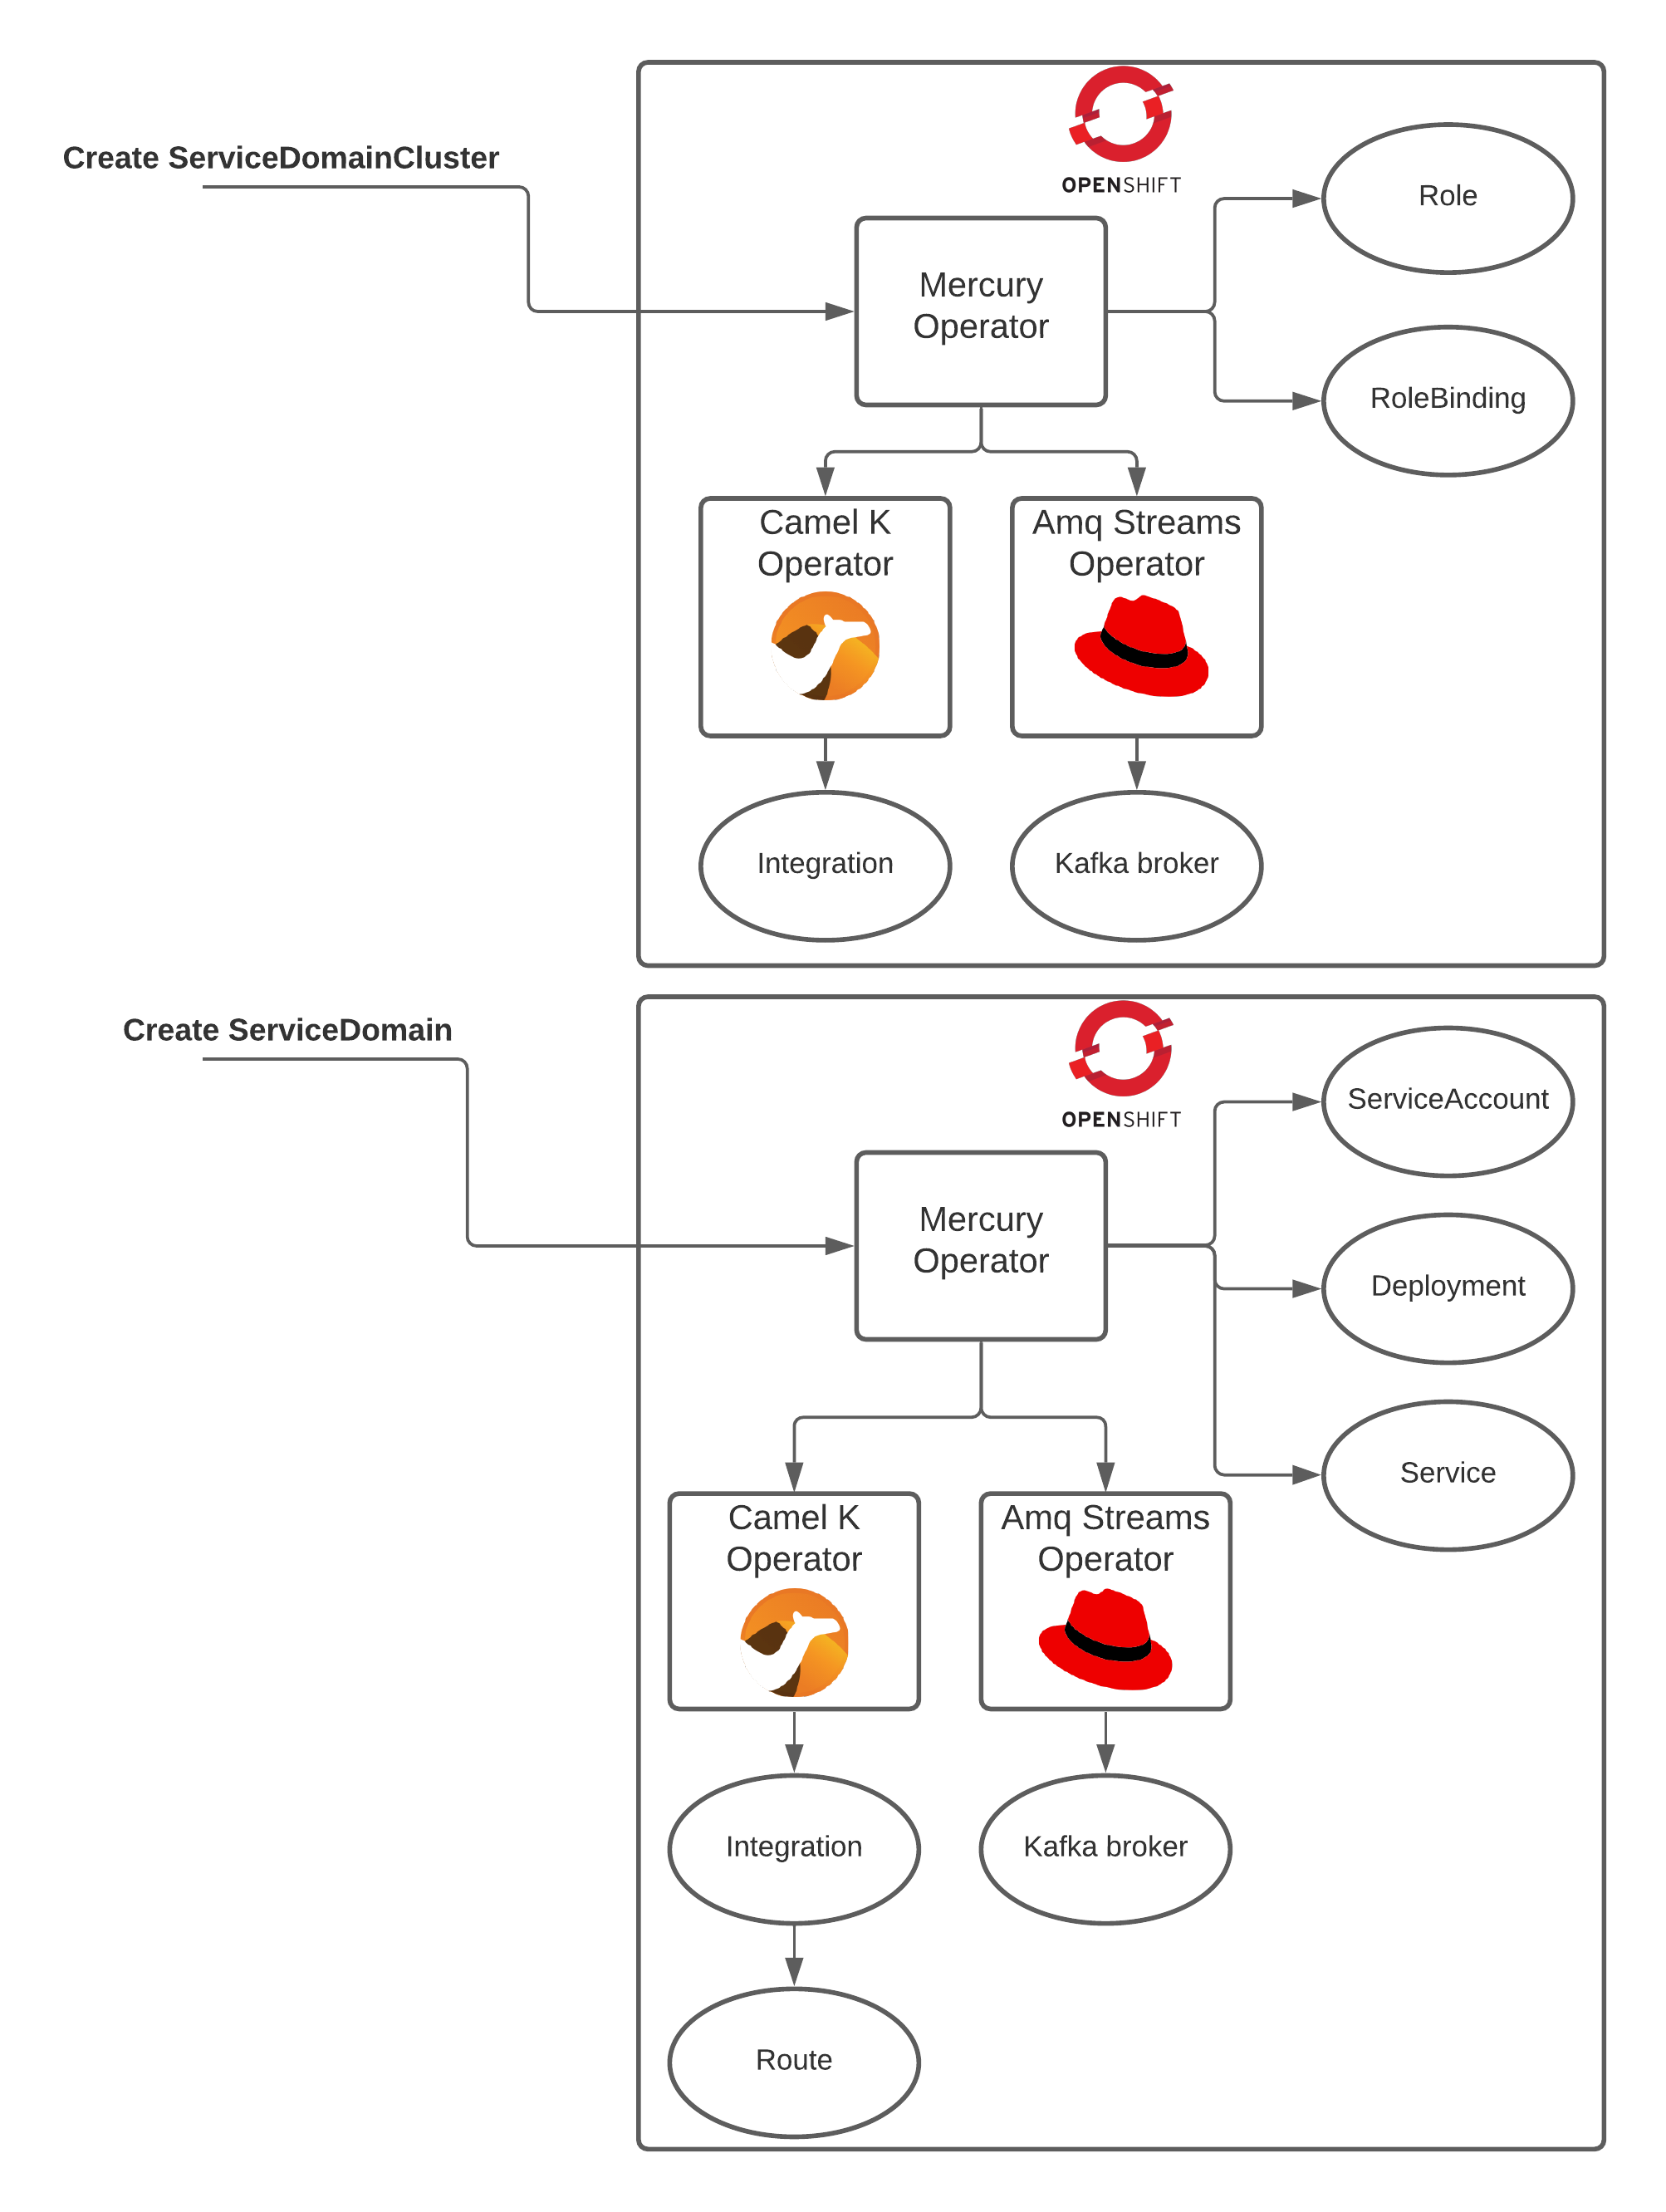 Create ServiceDomainCluster
OPENSHIFT
Role
Mercury
Operator
RoleBinding
Camel K
Operator
Amq Streams
Operator
Integration
Kafka broker
Create ServiceDomain
OPENSHIFT
ServiceAccount
Mercury
Operator
Deployment
Service
Camel K
Operator
Amq Streams
Operator
Integration
Kafka broker
Route